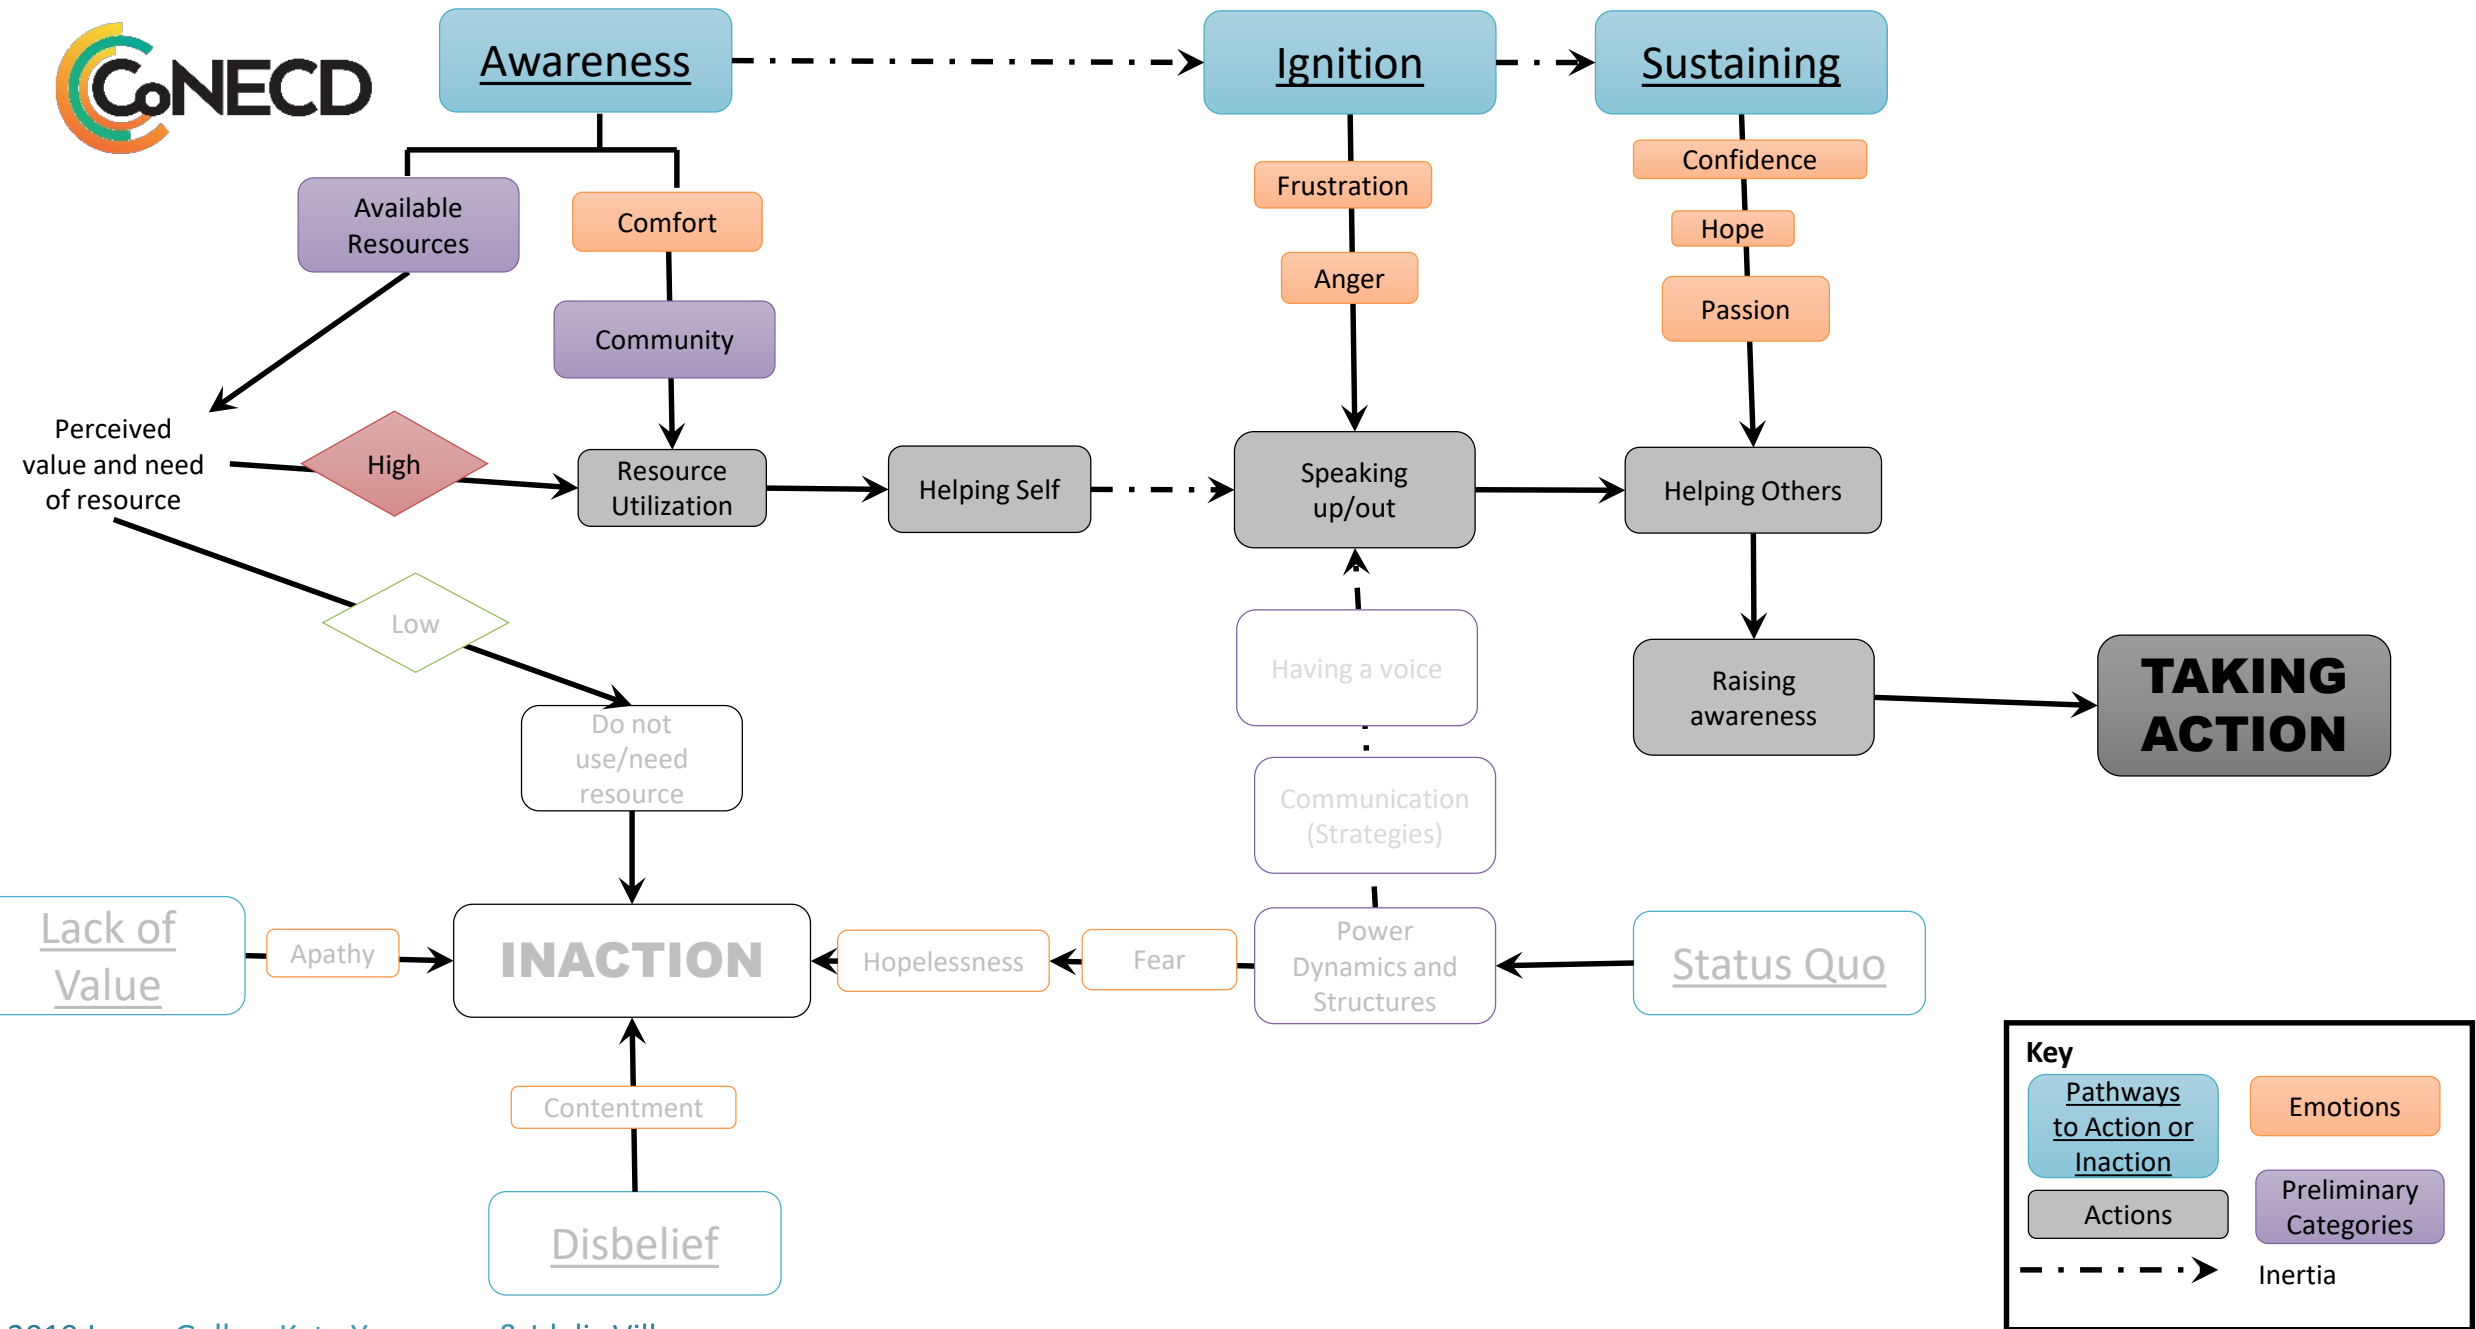 CoNECD
Awareness
Ignition
Sustaining
Available
Resources
Comfort
Community
Frustration
Anger
Confidence
Hope
Passion
Perceived
value and need
of resource
High
Resource
Utilization
Helping Self
Speaking
up/out
Helping Others
Low
Having a voice
Raising
awareness
TAKING
ACTION
Do not
use/need
resource
Communication
(Strategies)
Lack of
Value
Apathy
INACTION
Hopelessness
Fear
Power
Dynamics and
Structures
Status Quo
Contentment
Disbelief
Key
Pathways
to Action or
Inaction
Emotions
Actions
Preliminary
Categories
Inertia